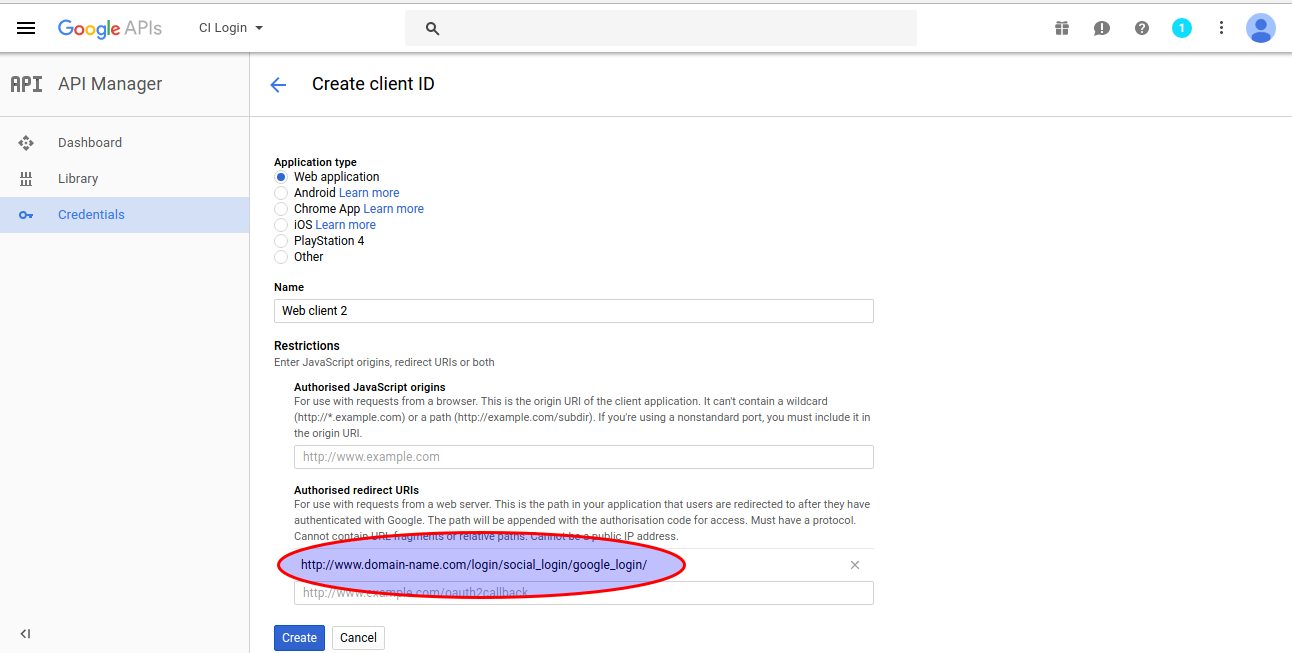 Google APIs
CI Login
1
API API Manager
Create client ID
Dashboard
Library
Credentials
Application type
Web application
Android Learn more
Chrome App Learn more
iOS Learn more
PlayStation 4
Other
Name
Web client 2
Restrictions
Enter JavaScript origins, redirect URIs or both
Authorised JavaScript origins
For use with requests from a browser. This is the origin URI of the client application. It can't contain a wildcard
(http://*.example.com) or a path (http://example.com/subdir). If you're using a nonstandard port, you must include it in
the origin URI.
http://www.example.com
Authorised redirect URIs
For use with requests from a web server. This is the path in your application that users are redirected to after they have
authenticated with Google. The path will be appended with the authorisation code for access. Must have a protocol.
Cannot contain URL fragments or relative paths. Cannot be a public IP address.
http://www.domain-name.com/login/social_login/google_login/
http://www.example.com/oauth2callback
Create
Cancel